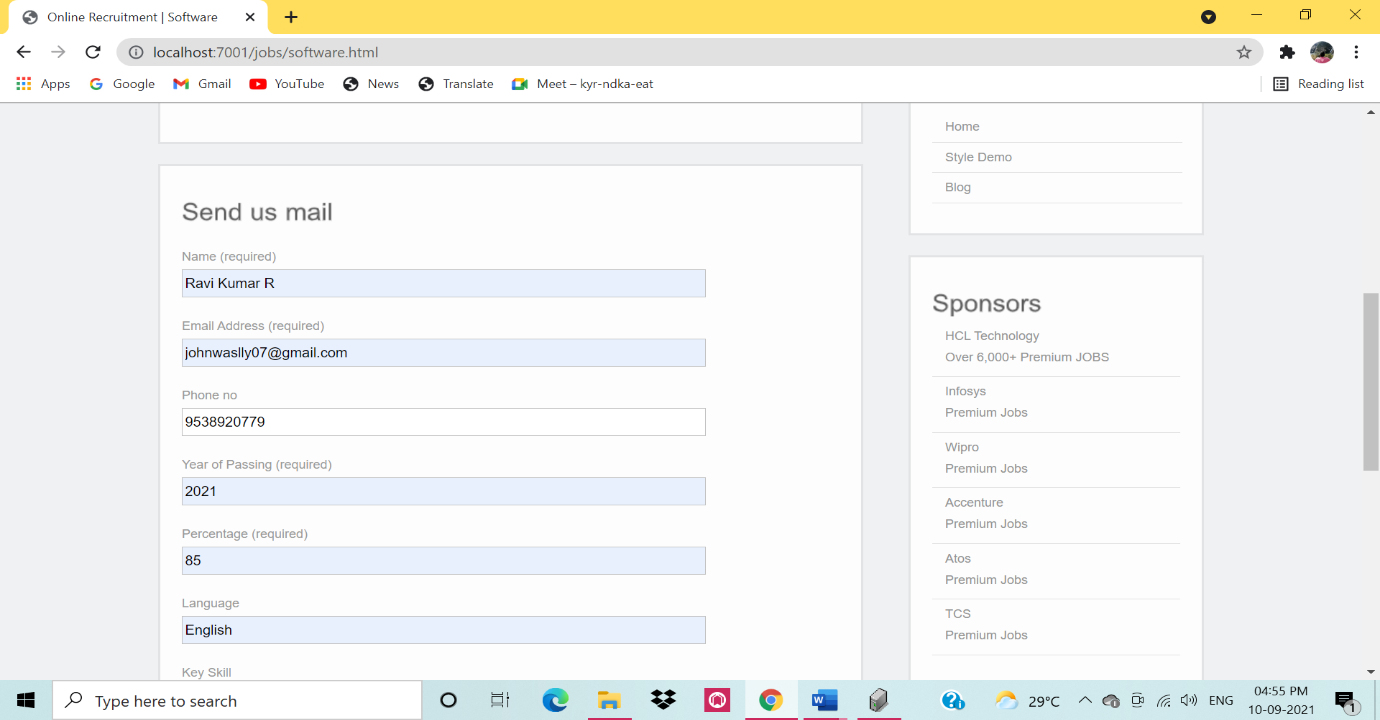 Online Recruitment | Software
localhost:7001/jobs/software.html
Apps Google Gmail YouTube News Translate Meet – kyr-ndka-eat Reading list
Send us mail
Name (required)
Ravi Kumar R
Email Address (required)
johnwaslly07@gmail.com
Phone no
9538920779
Year of Passing (required)
2021
Percentage (required)
85
Language
English
Key Skill
Home
Style Demo
Blog
Sponsors
HCL Technology
Over 6,000+ Premium JOBS
Infosys
Premium Jobs
Wipro
Premium Jobs
Accenture
Premium Jobs
Atos
Premium Jobs
TCS
Premium Jobs
Type here to search
29°C
ENG
04:55 PM
10-09-2021
1